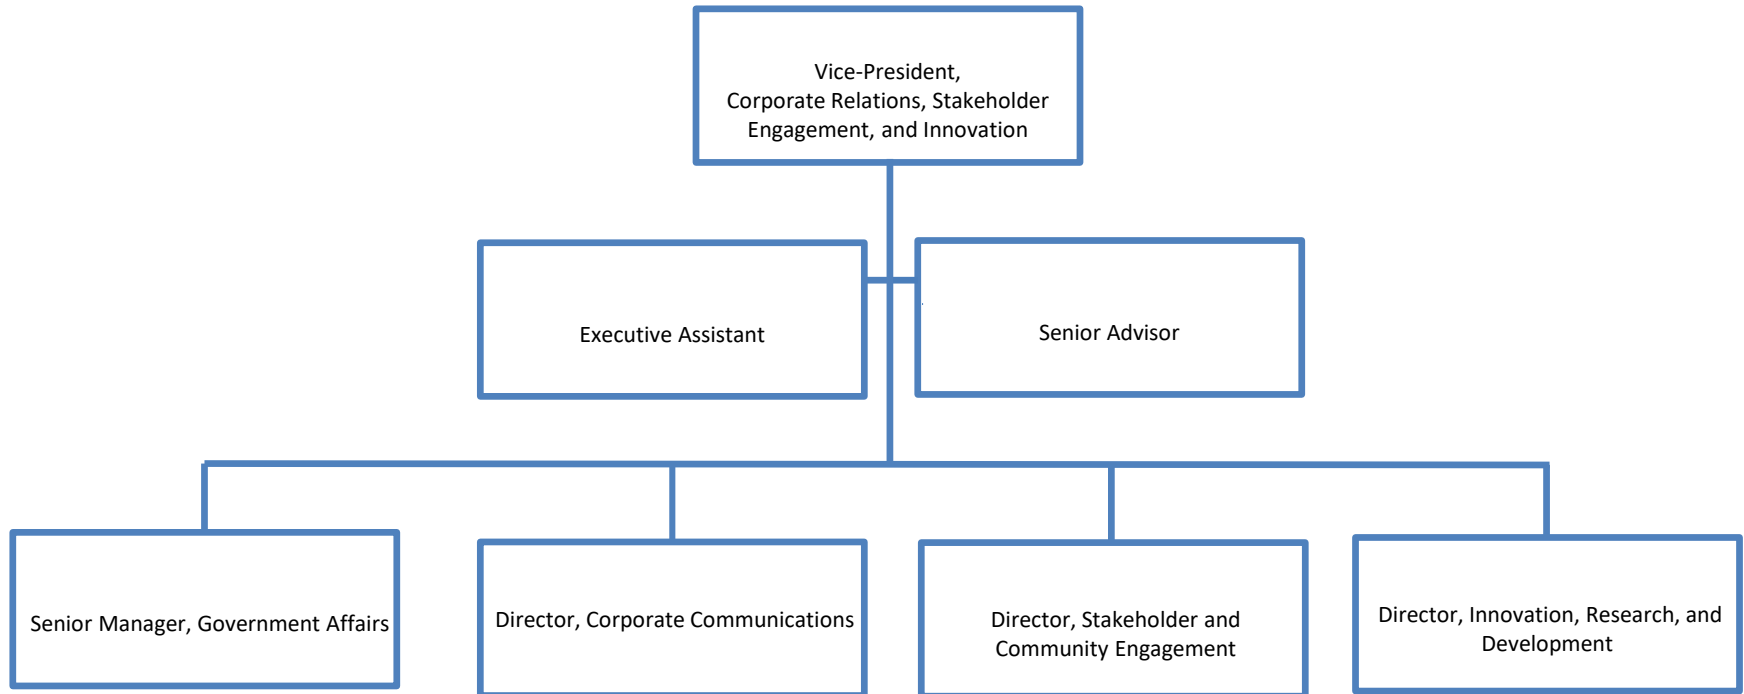 Vice-President,
Corporate Relations, Stakeholder
Engagement, and Innovation
Executive Assistant
Senior Advisor
Senior Manager, Government Affairs
Director, Corporate Communications
Director, Stakeholder and
Community Engagement
Director, Innovation, Research, and
Development